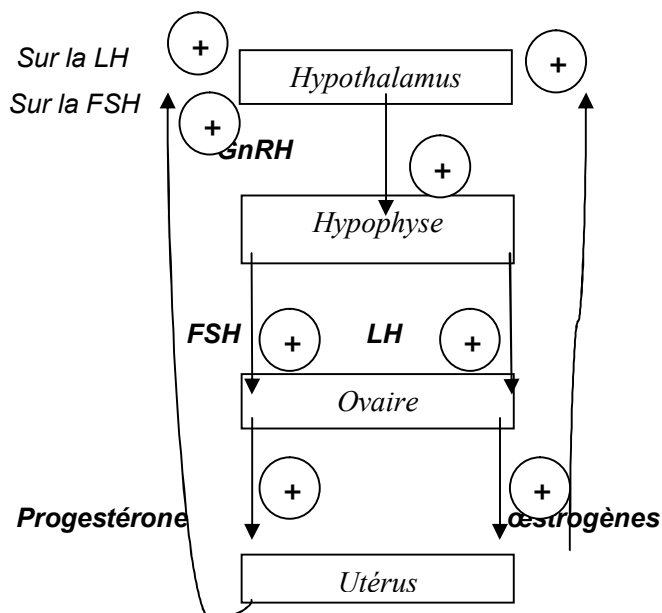 Sur la LH + Hypothalamus +
Sur la FSH +
GnRH +
Hypophyse
FSH + LH +
Ovaire
+ +
Progestérone œstrogènes
Utérus